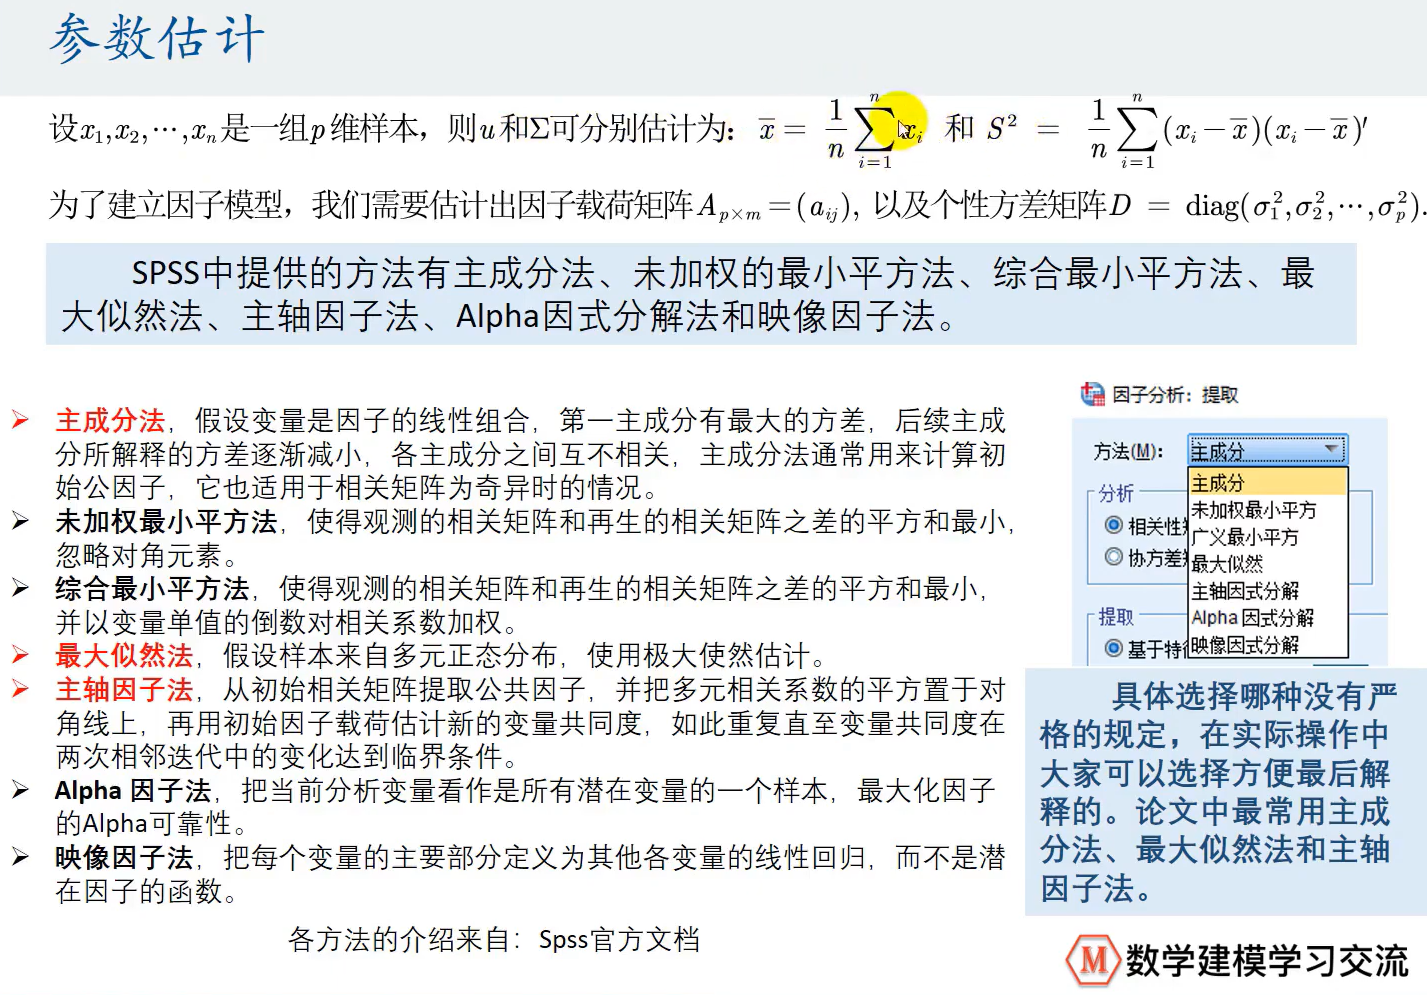 参数估计
设x₁,x₂,⋯,xₙ是一组p维样本，则u和Σ可分别估计为： x̄ = 1/n ∑_{i=1}^{n} xᵢ 和 S² = 1/n ∑_{i=1}^{n} (xᵢ−x̄)(xᵢ−x̄)′
为了建立因子模型，我们需要估计出因子载荷矩阵A_{p×m}=(a_{ij}), 以及个性方差矩阵D = diag(σ₁²,σ₂²,⋯,σₚ²).
SPSS中提供的方法有主成分法、未加权的最小平方法、综合最小平方法、最
大似然法、主轴因子法、Alpha因式分解法和映像因子法。
➢ 主成分法，假设变量是因子的线性组合，第一主成分有最大的方差，后续主成
分所解释的方差逐渐减小，各主成分之间互不相关，主成分法通常用来计算初
始公因子，它也适用于相关矩阵为奇异时的情况。
➢ 未加权最小平方法，使得观测的相关矩阵和再生的相关矩阵之差的平方和最小，
忽略对角元素。
➢ 综合最小平方法，使得观测的相关矩阵和再生的相关矩阵之差的平方和最小，
并以变量单值的倒数对相关系数加权。
➢ 最大似然法，假设样本来自多元正态分布，使用极大使然估计。
➢ 主轴因子法，从初始相关矩阵提取公共因子，并把多元相关系数的平方置于对
角线上，再用初始因子载荷估计新的变量共同度，如此重复直至变量共同度在
两次相邻迭代中的变化达到临界条件。
➢ Alpha 因子法，把当前分析变量看作是所有潜在变量的一个样本，最大化因子
的Alpha可靠性。
➢ 映像因子法，把每个变量的主要部分定义为其他各变量的线性回归，而不是潜
在因子的函数。
各方法的介绍来自：Spss官方文档
因子分析：提取
方法(M)： 主成分
主成分
分析
未加权最小平方
相关性
广义最小平方
协方差
最大似然
主轴因式分解
提取
Alpha 因式分解
基于特
映像因式分解
具体选择哪种没有严
格的规定，在实际操作中
大家可以选择方便最后解
释的。论文中最常用主成
分法、最大似然法和主轴
因子法。
M 数学建模学习交流